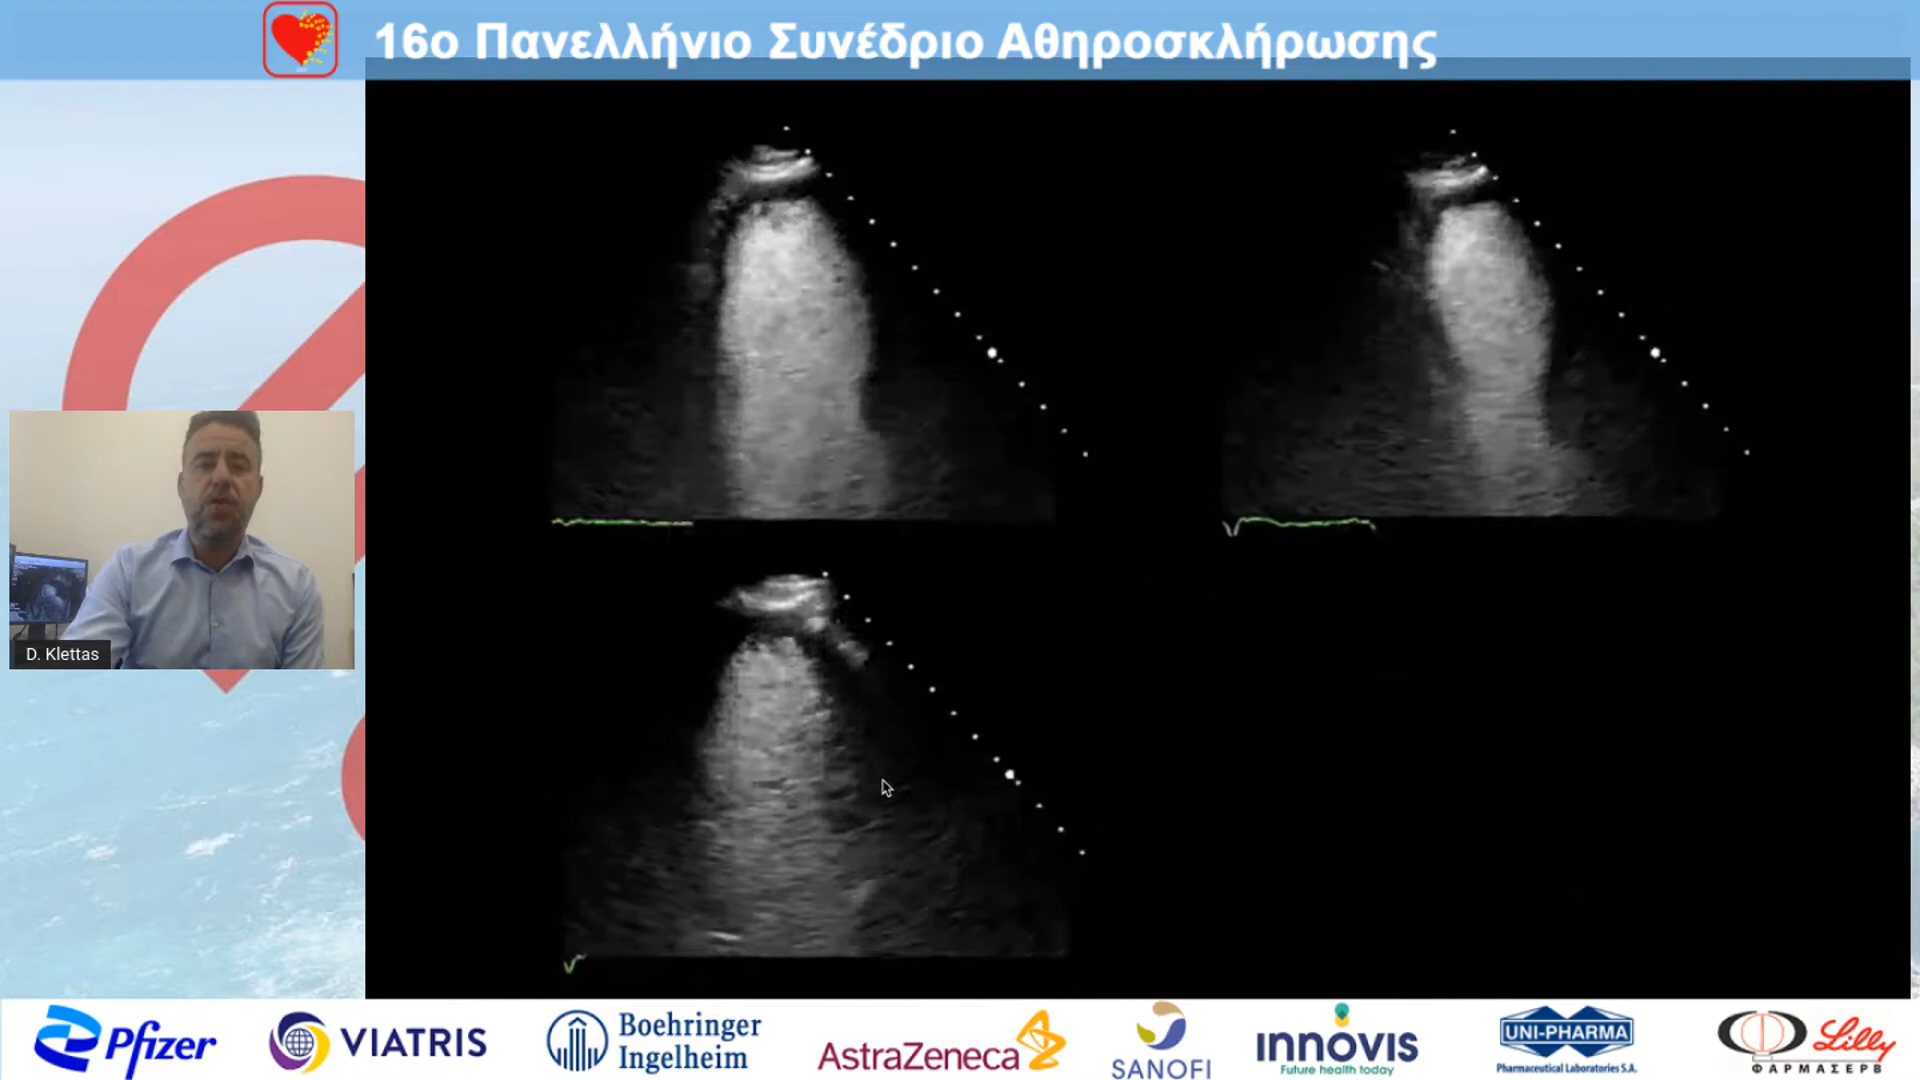 16ο Πανελλήνιο Συνέδριο Αθηροσκλήρωσης
D. Klettas
Pfizer
VIATRIS
Boehringer
Ingelheim
AstraZeneca
SANOFI
INNOVIS
Future health today
UNI-PHARMA
Pharmaceutical Laboratories S.A.
Lilly
ΦΑΡΜΑΣΕΡΒ